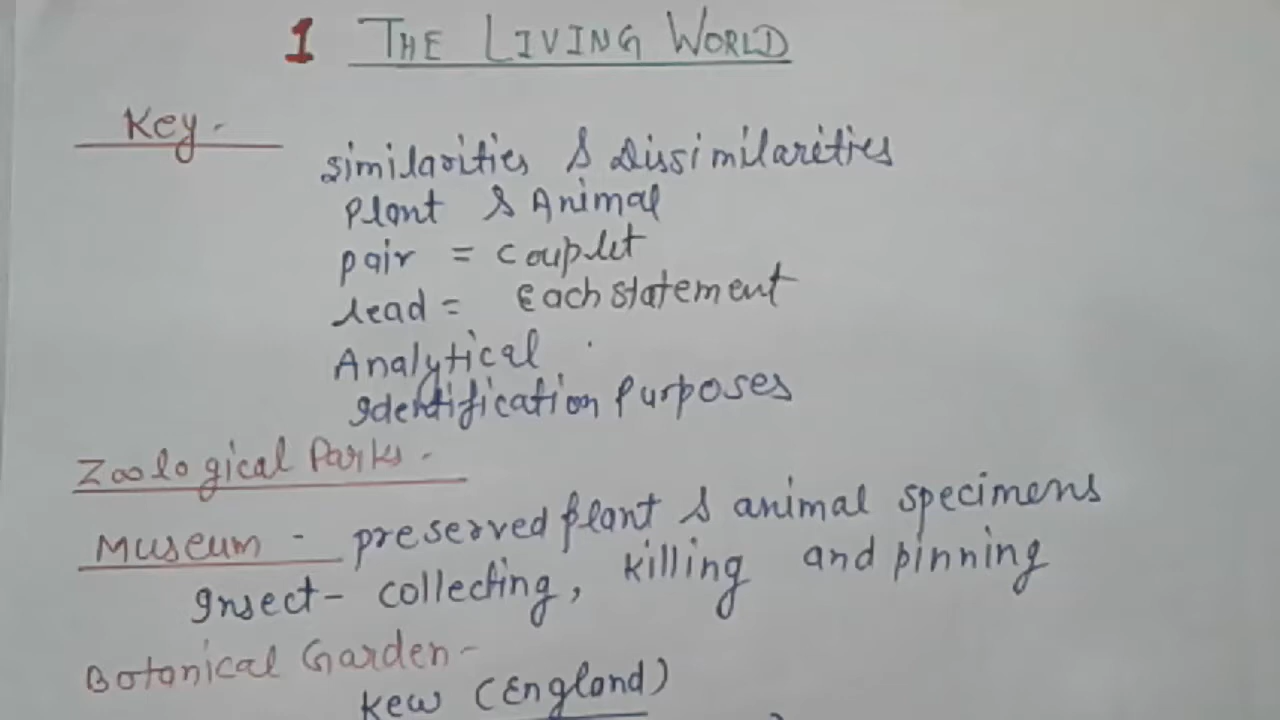 1 THE LIVING WORLD
Key -
similarities & Dissimilarities
Plant & Animal
pair = couplet
lead = Each statement
Analytical
Identification Purposes
Zoological Parks -
Museum - preserved plant & animal specimens
Insect - collecting, killing and pinning
Botanical Garden -
Kew (England)